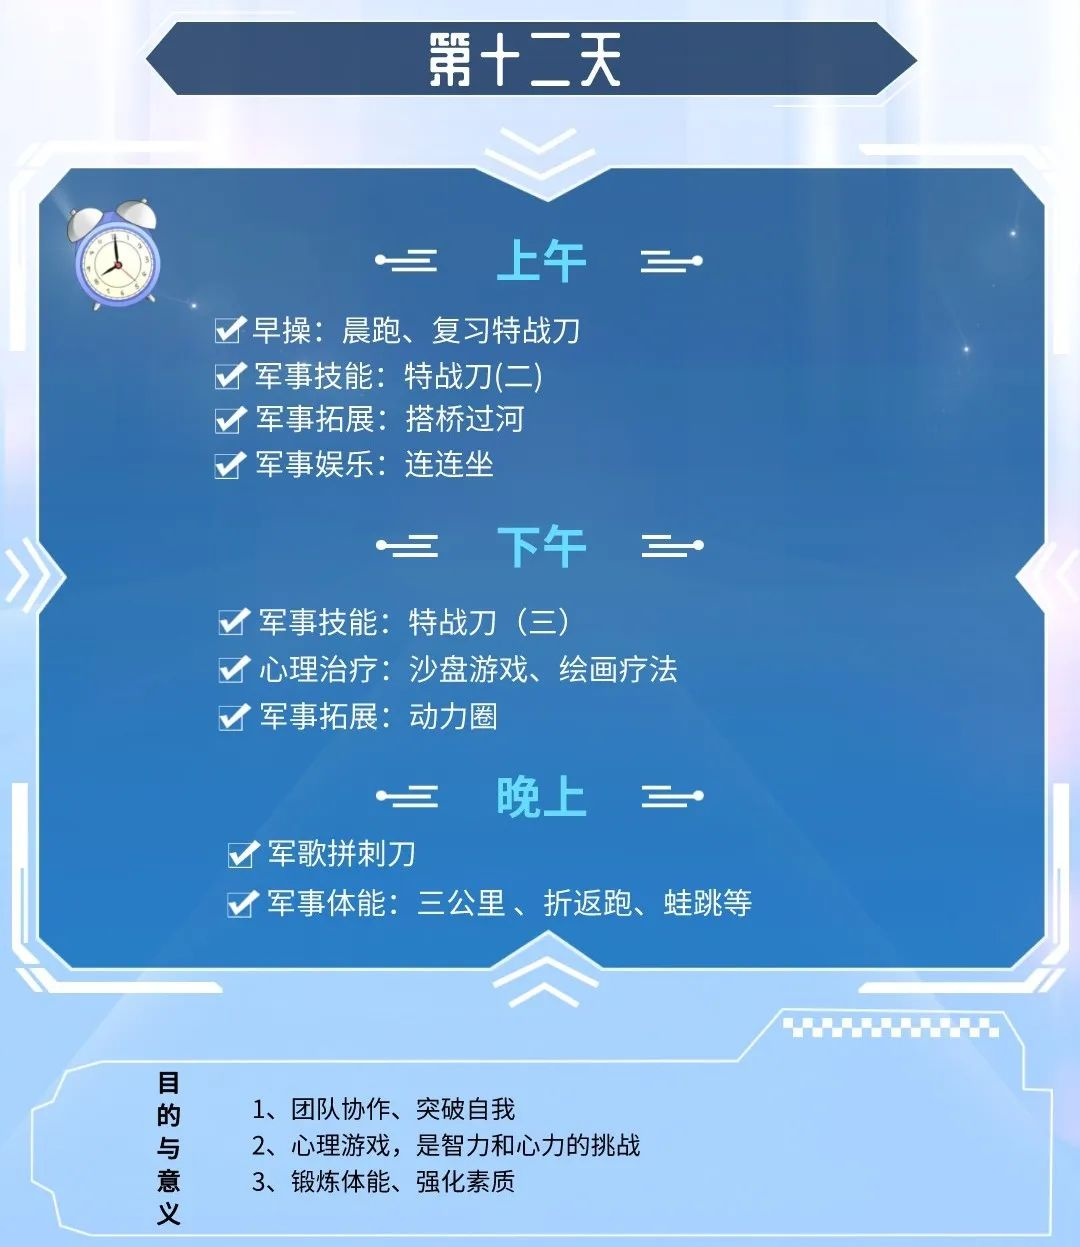 第十二天
上午
早操：晨跑、复习特战刀
军事技能：特战刀(二)
军事拓展：搭桥过河
军事娱乐：连连坐
下午
军事技能：特战刀（三）
心理治疗：沙盘游戏、绘画疗法
军事拓展：动力圈
晚上
军歌拼刺刀
军事体能：三公里 、折返跑、蛙跳等
目的与意义
1、团队协作、突破自我
2、心理游戏，是智力和心力的挑战
3、锻炼体能、强化素质